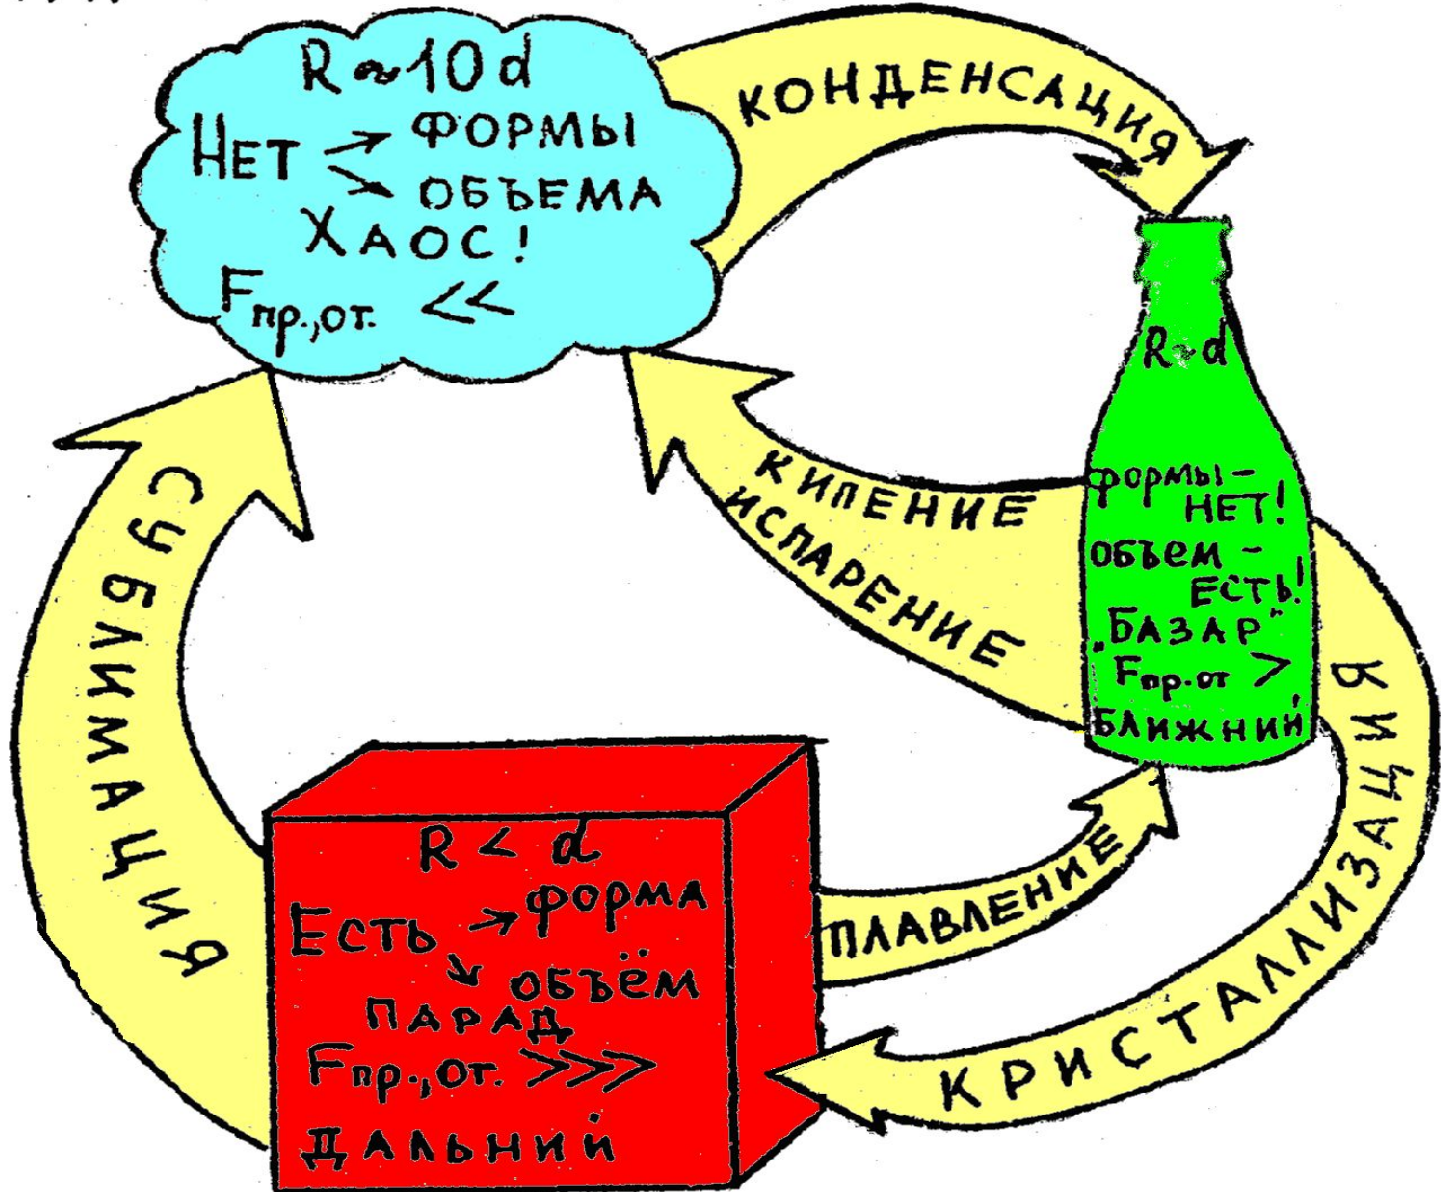 R ~ 10 d
НЕТ → ФОРМЫ
↘ ОБЪЕМА
ХАОС!
Fпр.,от. <<
КОНДЕНСАЦИЯ
R ~ d
формы –
НЕТ!
объем –
ЕСТЬ!
„БАЗАР"
Fпр.от >
БЛИЖНИЙ
КИПЕНИЕ
ИСПАРЕНИЕ
СУБЛИМАЦИЯ
ПЛАВЛЕНИЕ
КРИСТАЛЛИЗАЦИЯ
R < d
ЕСТЬ → форма
↘ ОБЪЁМ
ПАРАД
Fпр.,от. >>>
ДАЛЬНИЙ